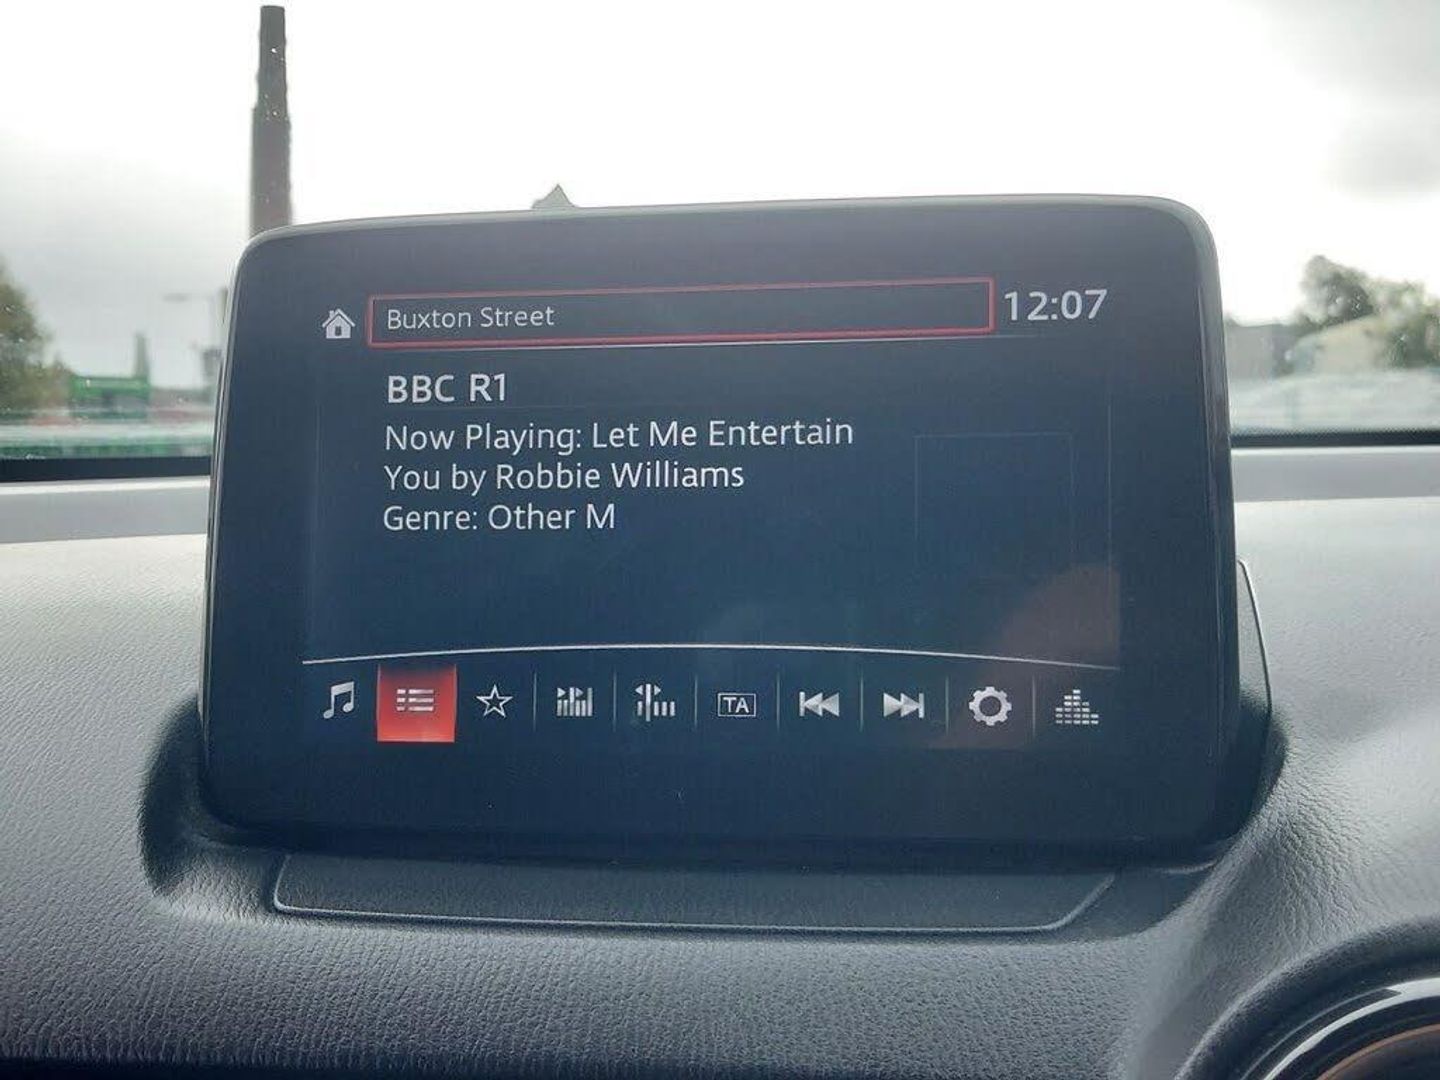 Buxton Street
12:07
BBC R1
Now Playing: Let Me Entertain
You by Robbie Williams
Genre: Other M
TA